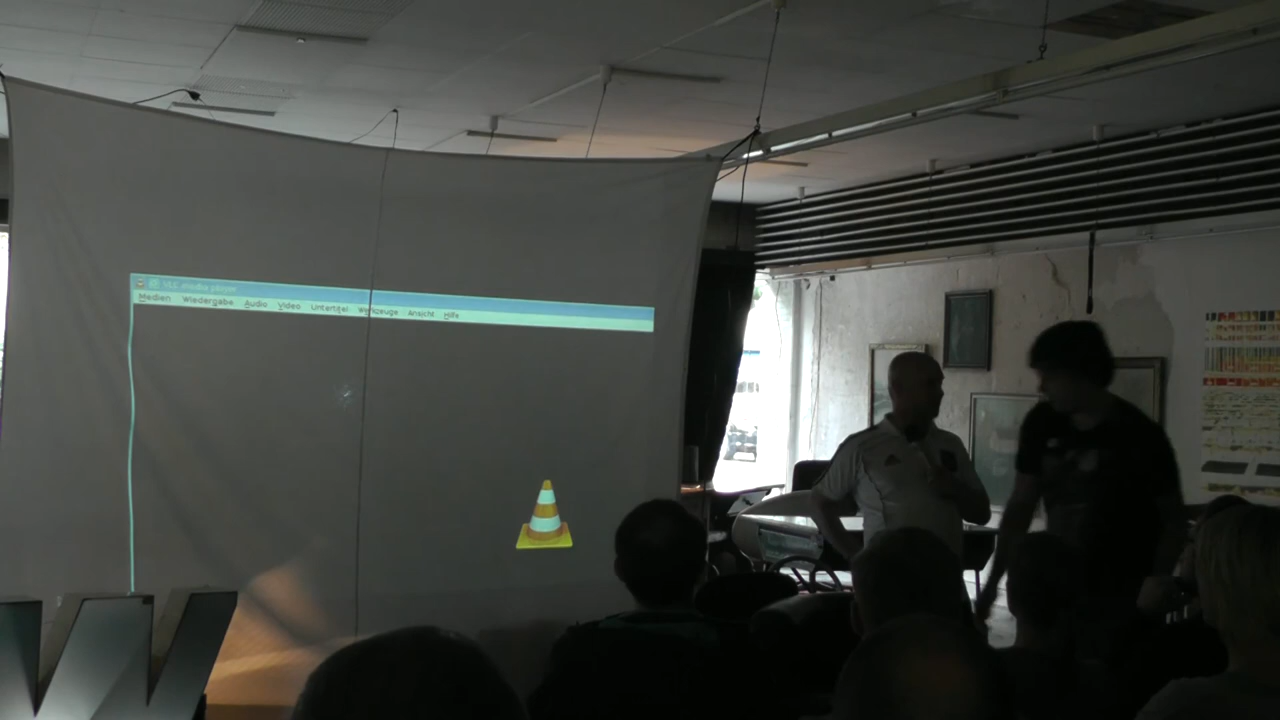 VLC media player
Medien Wiedergabe Audio Video Untertitel Werkzeuge Ansicht Hilfe
W